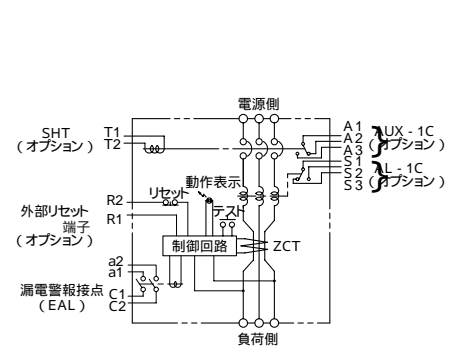 電源側
SHT
(オプション)
T1
T2
A1
A2
A3
AUX-1C
(オプション)
S1
S2
S3
AL-1C
(オプション)
動作表示
リセット
テスト
R2
R1
外部リセット
端子
(オプション)
制御回路
ZCT
a2
a1
漏電警報接点
(EAL)
C1
C2
負荷側